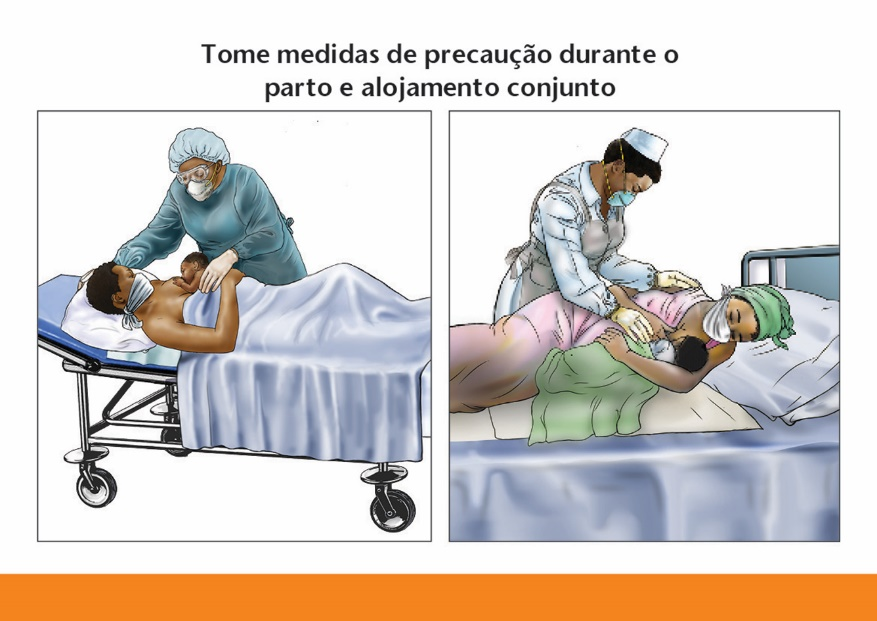 Tome medidas de precaução durante o
parto e alojamento conjunto